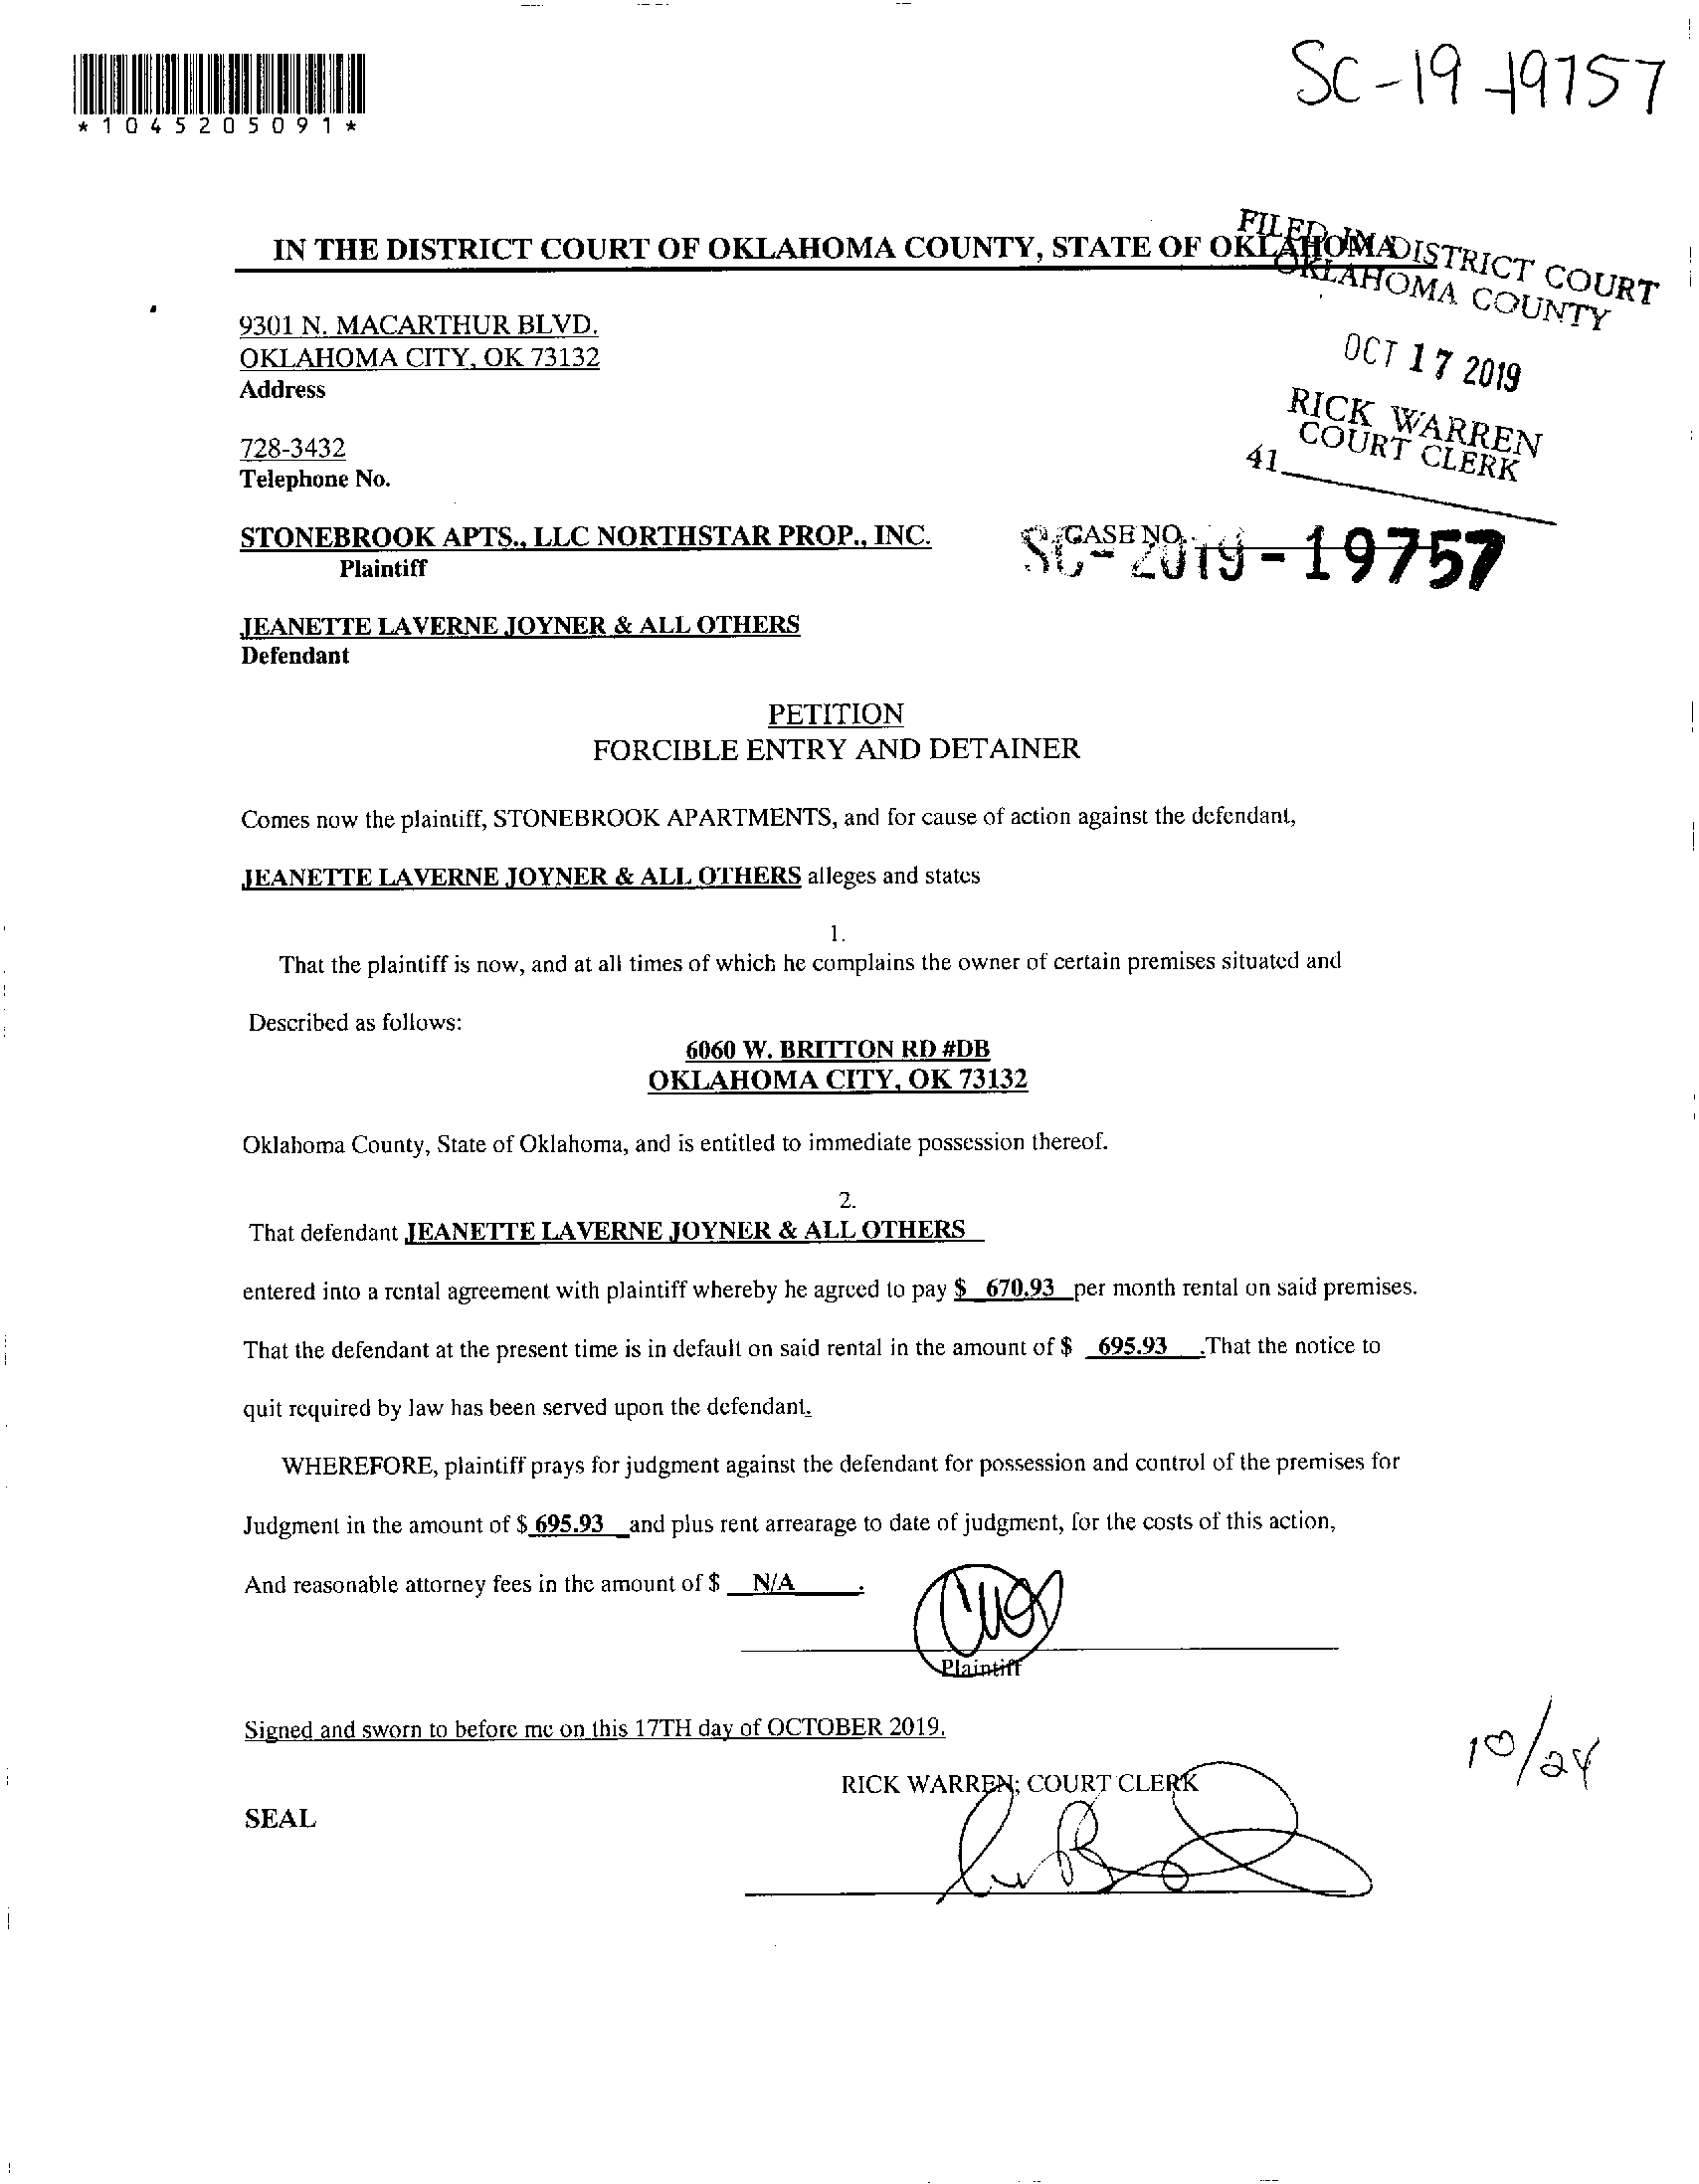 *1045205091*
SC-19-19757
IN THE DISTRICT COURT OF OKLAHOMA COUNTY, STATE OF OKLAHOMA
FILED IN DISTRICT COURT
OKLAHOMA COUNTY
OCT 17 2019
RICK WARREN
COURT CLERK
41
9301 N. MACARTHUR BLVD.
OKLAHOMA CITY, OK 73132
Address
728-3432
Telephone No.
STONEBROOK APTS., LLC NORTHSTAR PROP., INC.
Plaintiff
CASE NO.
SC-2019-19757
JEANETTE LAVERNE JOYNER & ALL OTHERS
Defendant
PETITION
FORCIBLE ENTRY AND DETAINER
Comes now the plaintiff, STONEBROOK APARTMENTS, and for cause of action against the defendant,
JEANETTE LAVERNE JOYNER & ALL OTHERS alleges and states
1.
That the plaintiff is now, and at all times of which he complains the owner of certain premises situated and
Described as follows:
6060 W. BRITTON RD #DB
OKLAHOMA CITY, OK 73132
Oklahoma County, State of Oklahoma, and is entitled to immediate possession thereof.
2.
That defendant JEANETTE LAVERNE JOYNER & ALL OTHERS
entered into a rental agreement with plaintiff whereby he agreed to pay $ 670.93 per month rental on said premises.
That the defendant at the present time is in default on said rental in the amount of $ 695.93 .That the notice to
quit required by law has been served upon the defendant.
WHEREFORE, plaintiff prays for judgment against the defendant for possession and control of the premises for
Judgment in the amount of $ 695.93 and plus rent arrearage to date of judgment, for the costs of this action,
And reasonable attorney fees in the amount of $ N/A .
Plaintiff
Signed and sworn to before me on this 17TH day of OCTOBER 2019.
10/24
RICK WARREN; COURT CLERK
SEAL